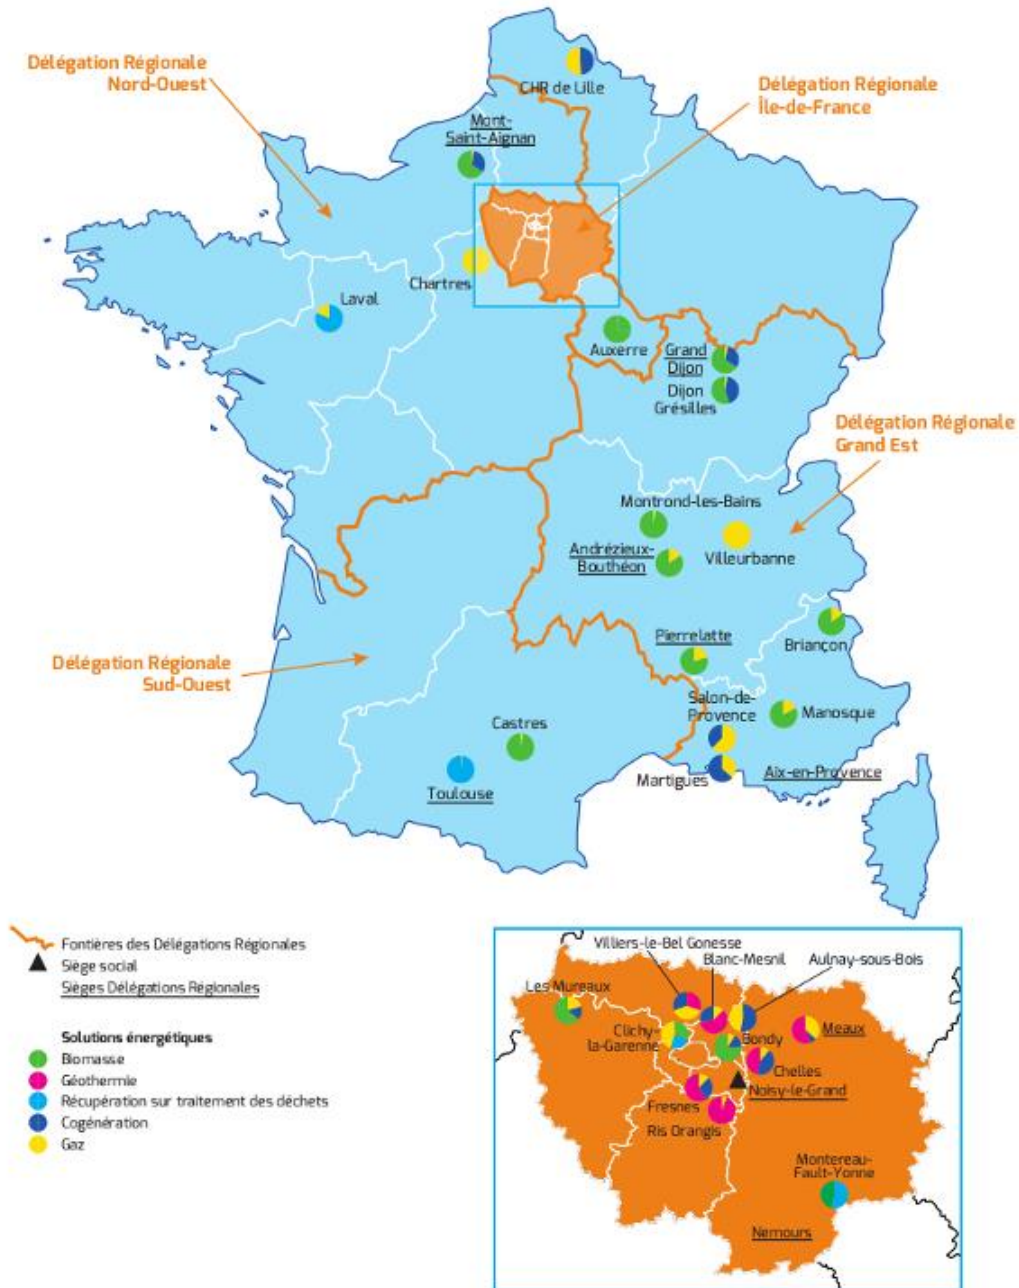 Délégation Régionale
Nord-Ouest
CHR de Lille
Délégation Régionale
Île-de-France
Mont-
Saint-Aignan
Chartres
Laval
Auxerre
Grand
Dijon
Dijon
Grésilles
Délégation Régionale
Grand Est
Montrond-les-Bains
Andrézieux-
Bouthéon
Villeurbanne
Pierrelatte
Briançon
Délégation Régionale
Sud-Ouest
Salon-de-
Provence
Manosque
Castres
Martigues
Aix-en-Provence
Toulouse
Fontières des Délégations Régionales
Siège social
Sièges Délégations Régionales
Solutions énergétiques
Biomasse
Géothermie
Récupération sur traitement des déchets
Cogénération
Gaz
Villiers-le-Bel Gonesse
Blanc-Mesnil
Aulnay-sous-Bois
Les Mureaux
Clichy-
la-Garenne
Bondy
Meaux
Chelles
Noisy-le-Grand
Fresnes
Ris Orangis
Montereau-
Fault-Yonne
Nemours